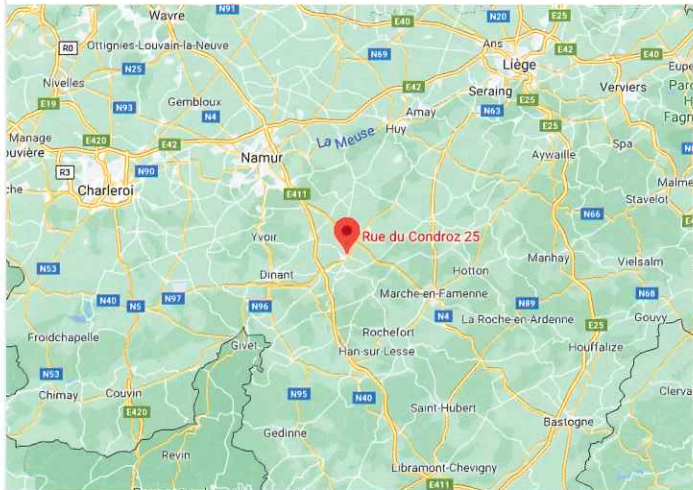 Wavre
N91
E40
N20
E25
R0
Ottignies-Louvain-la-Neuve
N69
Ans
E42
Liège
E40
Nivelles
N25
E42
Seraing
Eupe
E19
N93
Gembloux
N4
Amay
N63
E25
Verviers
Huy
La Meuse
Manage
E420
E42
Namur
Aywaille
Spa
R3
N90
Charleroi
E411
Malme
Stavelot
N66
Yvoir
Rue du Condroz 25
N53
Dinant
Hotton
Manhay
Vielsalm
N40
N5
N97
N96
Marche-en-Famenne
N89
N68
Froidchapelle
N4
La Roche-en-Ardenne
Gouvy
Rochefort
E25
Givet
Han-sur-Lesse
Houffalize
N53
Chimay
Couvin
N95
N40
Clerva
E420
Saint-Hubert
Bastogne
Gedinne
Revin
Libramont-Chevigny
E411